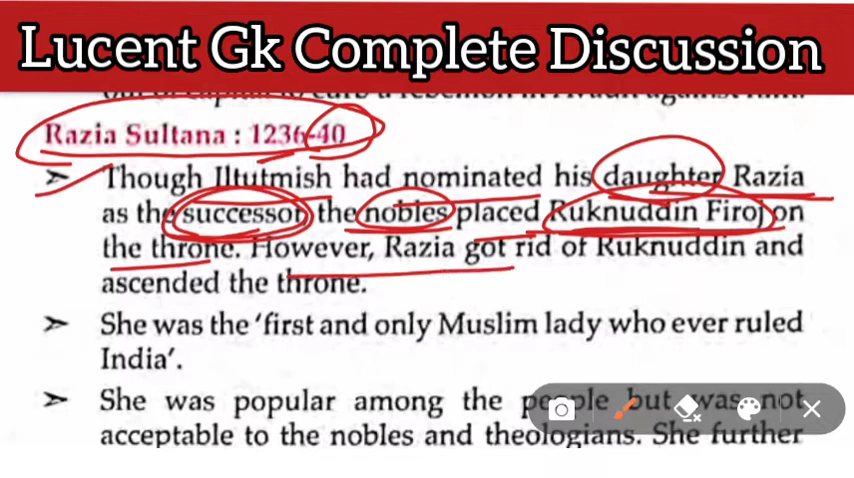 Lucent Gk Complete Discussion
Razia Sultana : 1236-40
➤ Though Iltutmish had nominated his daughter Razia
as the successor the nobles placed Ruknuddin Firoj on
the throne. However, Razia got rid of Ruknuddin and
ascended the throne.
➤ She was the 'first and only Muslim lady who ever ruled
India'.
➤ She was popular among the people but was not
acceptable to the nobles and theologians. She further